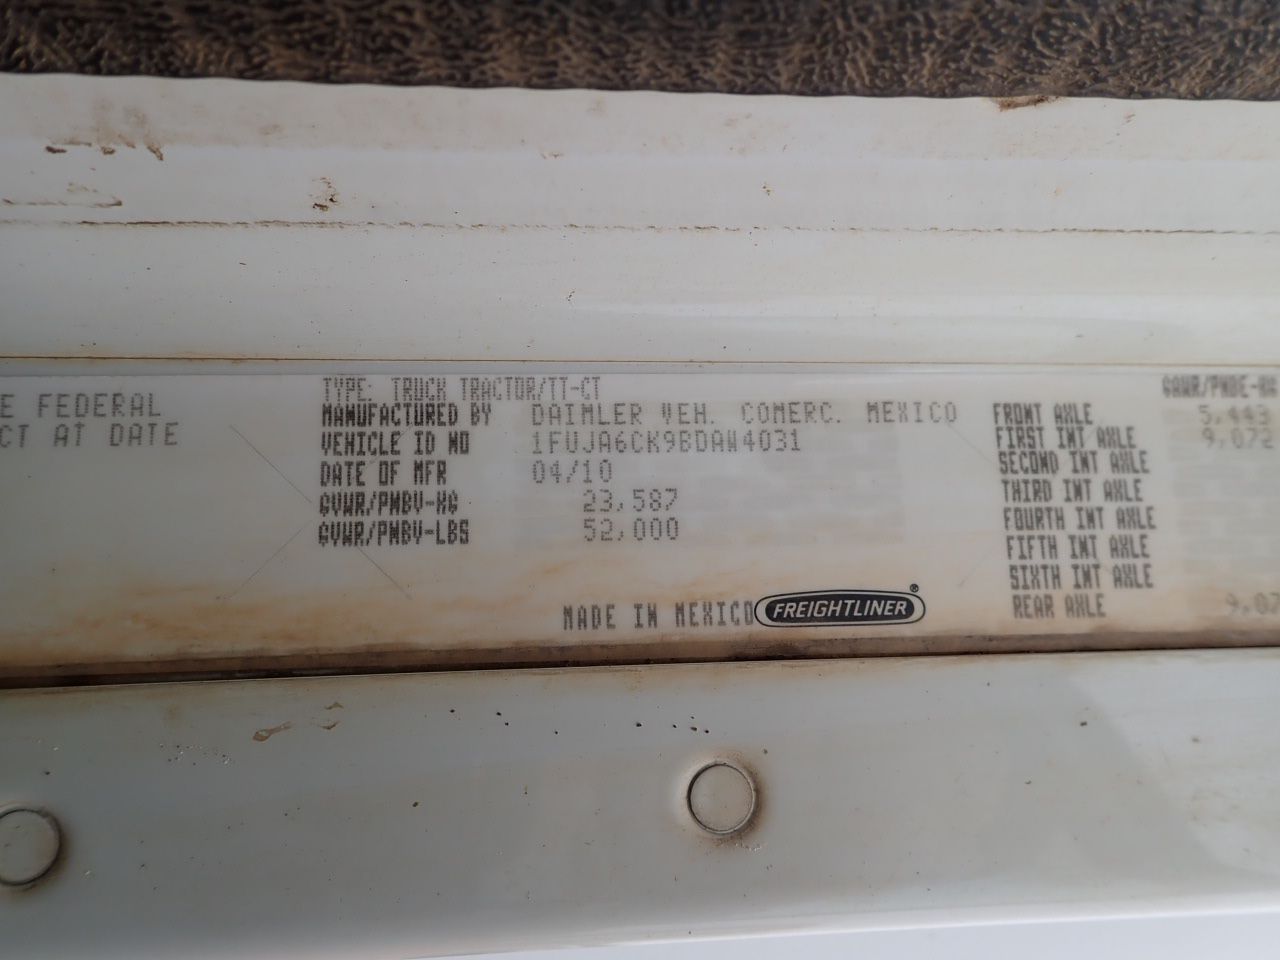 E FEDERAL
CT AT DATE
TYPE: TRUCK TRACTOR/TT-CT
MANUFACTURED BY DAIMLER VEH. COMERC. MEXICO
VEHICLE ID NO 1FUJA6CK9BDAW4031
DATE OF MFR 04/10
GVWR/PNBV-KG 23,587
GVWR/PNBV-LBS 52,000
MADE IN MEXICO FREIGHTLINER®
GAWR/PNBE-KG
FRONT AXLE 5,443
FIRST INT AXLE 9,072
SECOND INT AXLE
THIRD INT AXLE
FOURTH INT AXLE
FIFTH INT AXLE
SIXTH INT AXLE
REAR AXLE 9,07